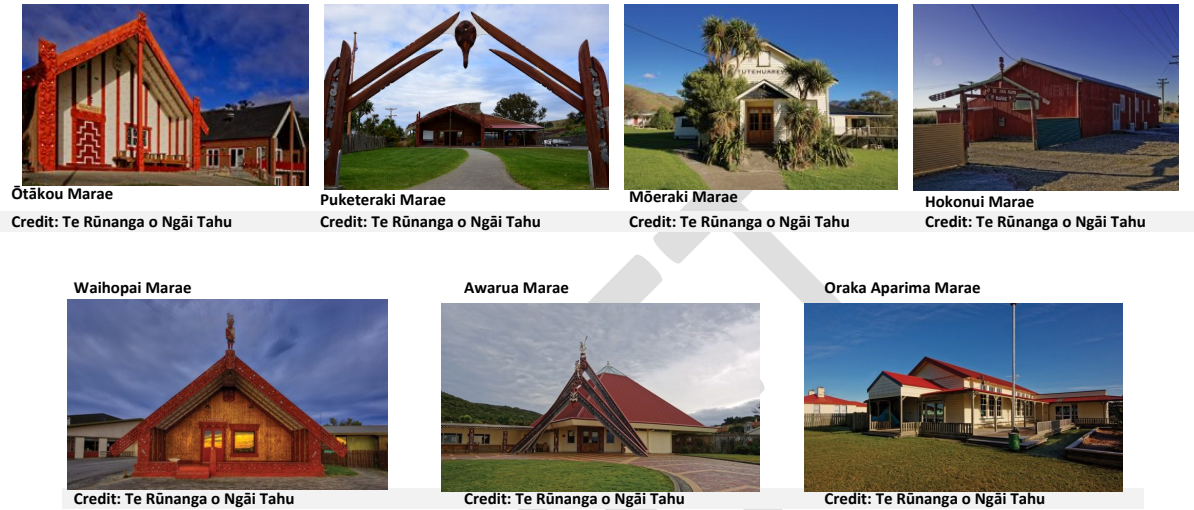 TUTEHUAREWA
Ōtākou Marae
Puketeraki Marae
Mōeraki Marae
Hokonui Marae
Credit: Te Rūnanga o Ngāi Tahu
Credit: Te Rūnanga o Ngāi Tahu
Credit: Te Rūnanga o Ngāi Tahu
Credit: Te Rūnanga o Ngāi Tahu
Waihopai Marae
Awarua Marae
Oraka Aparima Marae
Credit: Te Rūnanga o Ngāi Tahu
Credit: Te Rūnanga o Ngāi Tahu
Credit: Te Rūnanga o Ngāi Tahu